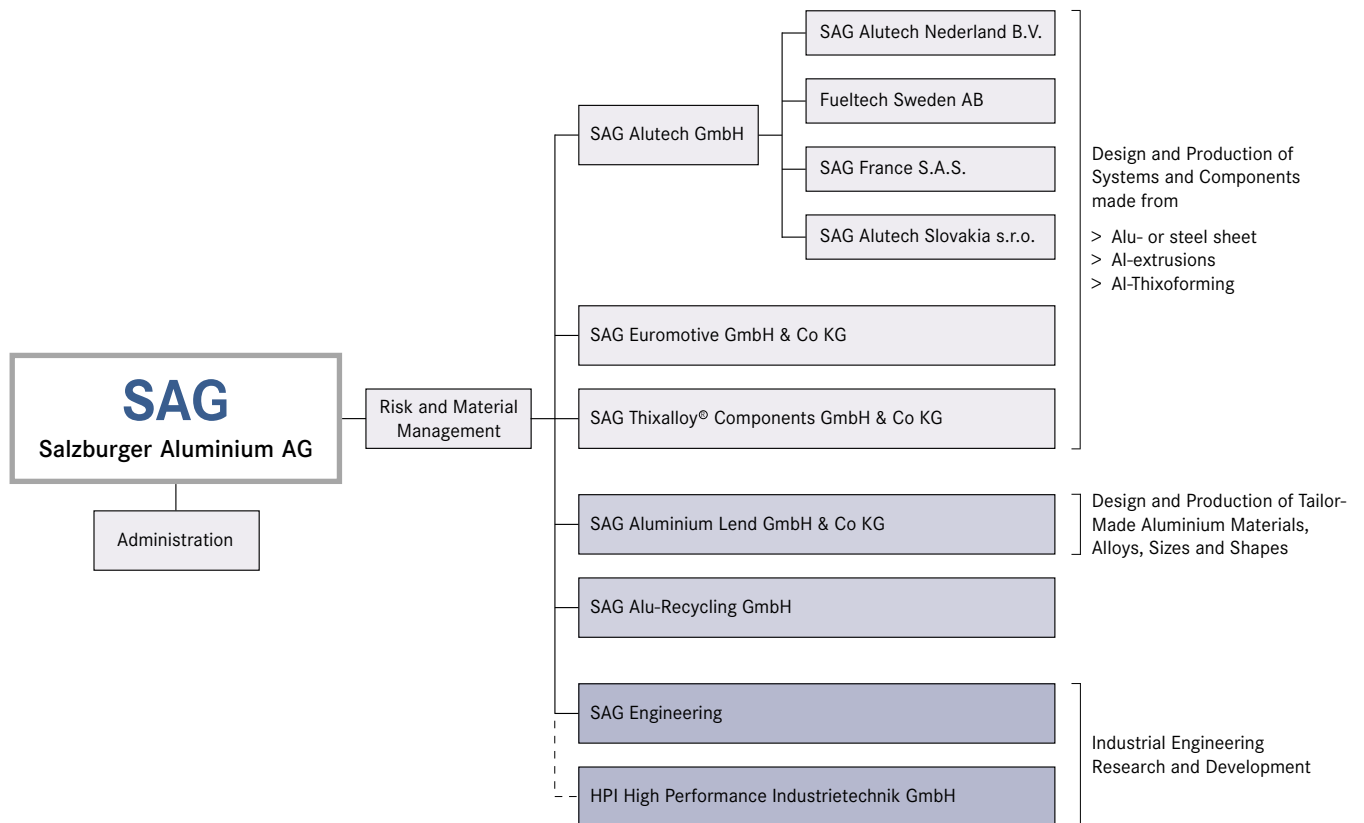 SAG Alutech Nederland B.V.
Fueltech Sweden AB
SAG Alutech GmbH
SAG France S.A.S.
SAG Alutech Slovakia s.r.o.
Design and Production of
Systems and Components
made from
> Alu- or steel sheet
> Al-extrusions
> Al-Thixoforming
SAG Euromotive GmbH & Co KG
SAG
Salzburger Aluminium AG
Risk and Material
Management
SAG Thixalloy® Components GmbH & Co KG
Administration
SAG Aluminium Lend GmbH & Co KG
Design and Production of Tailor-
Made Aluminium Materials,
Alloys, Sizes and Shapes
SAG Alu-Recycling GmbH
SAG Engineering
HPI High Performance Industrietechnik GmbH
Industrial Engineering
Research and Development